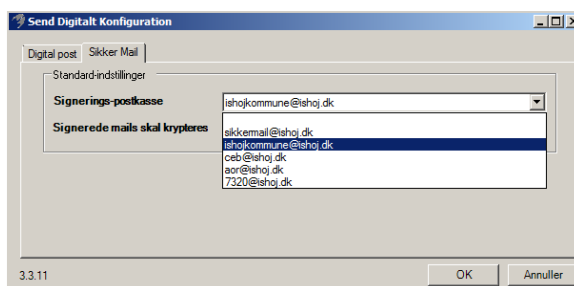 Send Digitalt Konfiguration
Digital post Sikker Mail
Standard-indstillinger
Signerings-postkasse ishojkommune@ishoj.dk
Signerede mails skal krypteres
sikkermail@ishoj.dk
ishojkommune@ishoj.dk
ceb@ishoj.dk
aor@ishoj.dk
7320@ishoj.dk
3.3.11 OK Annuller